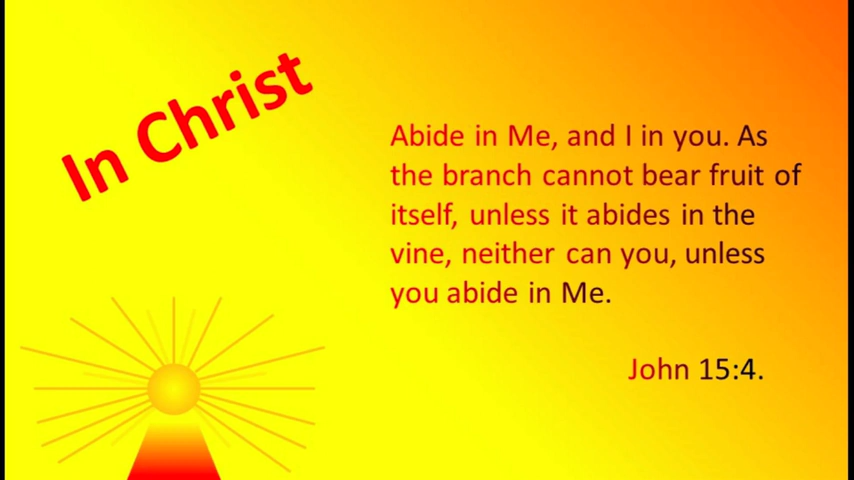 In Christ
Abide in Me, and I in you. As
the branch cannot bear fruit of
itself, unless it abides in the
vine, neither can you, unless
you abide in Me.
John 15:4.